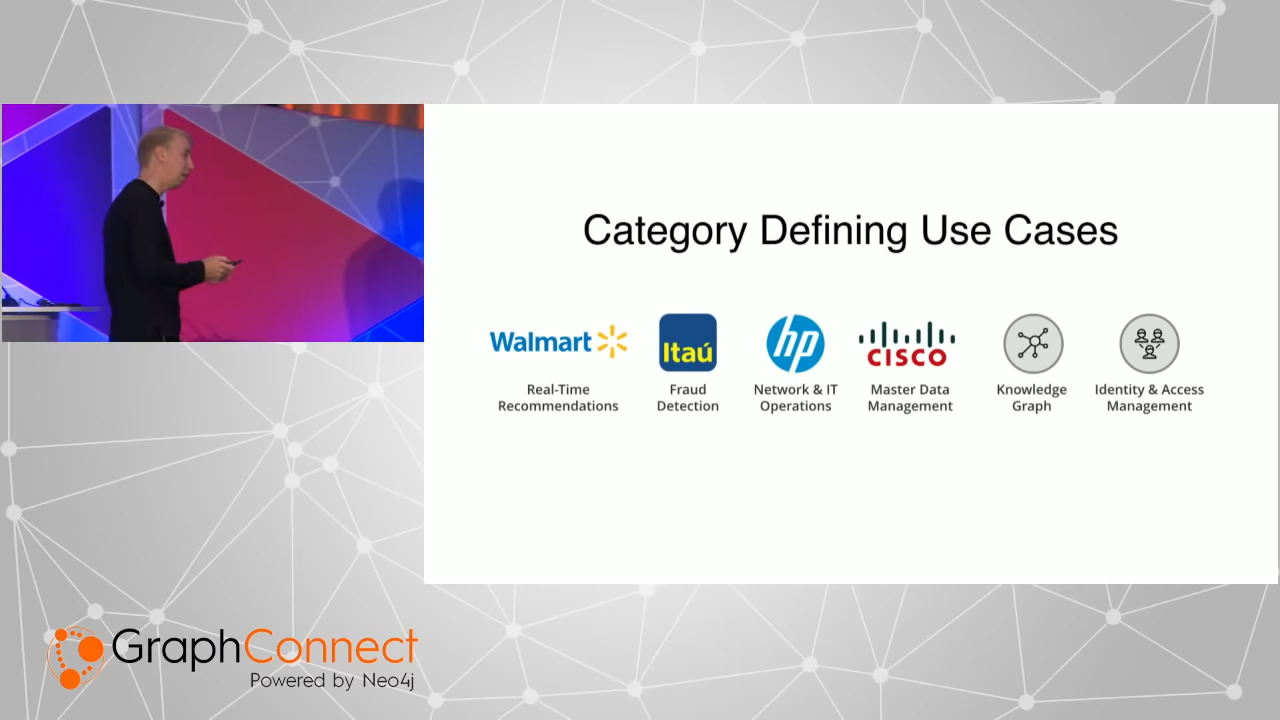 Category Defining Use Cases
Walmart
Itaú
hp
CISCO
Real-Time
Recommendations
Fraud
Detection
Network & IT
Operations
Master Data
Management
Knowledge
Graph
Identity & Access
Management
GraphConnect
Powered by Neo4j